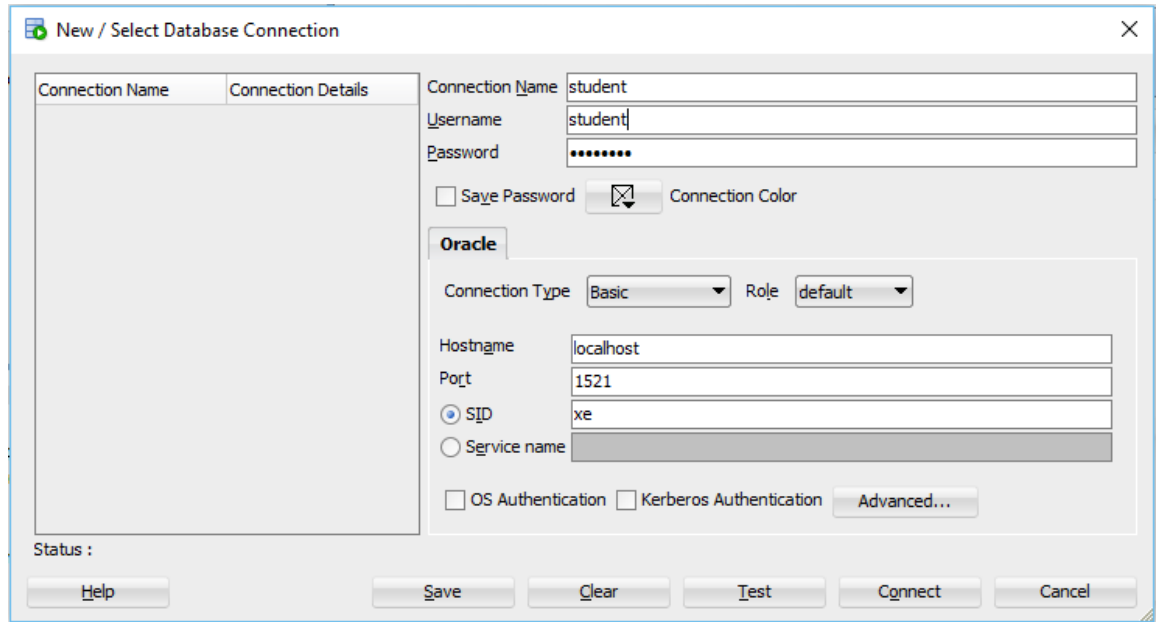 New / Select Database Connection
Connection Name Connection Details
Connection Name student
Username student
Password ••••••••
Save Password Connection Color
Oracle
Connection Type Basic Role default
Hostname localhost
Port 1521
SID xe
Service name
OS Authentication Kerberos Authentication Advanced...
Status :
Help Save Clear Test Connect Cancel